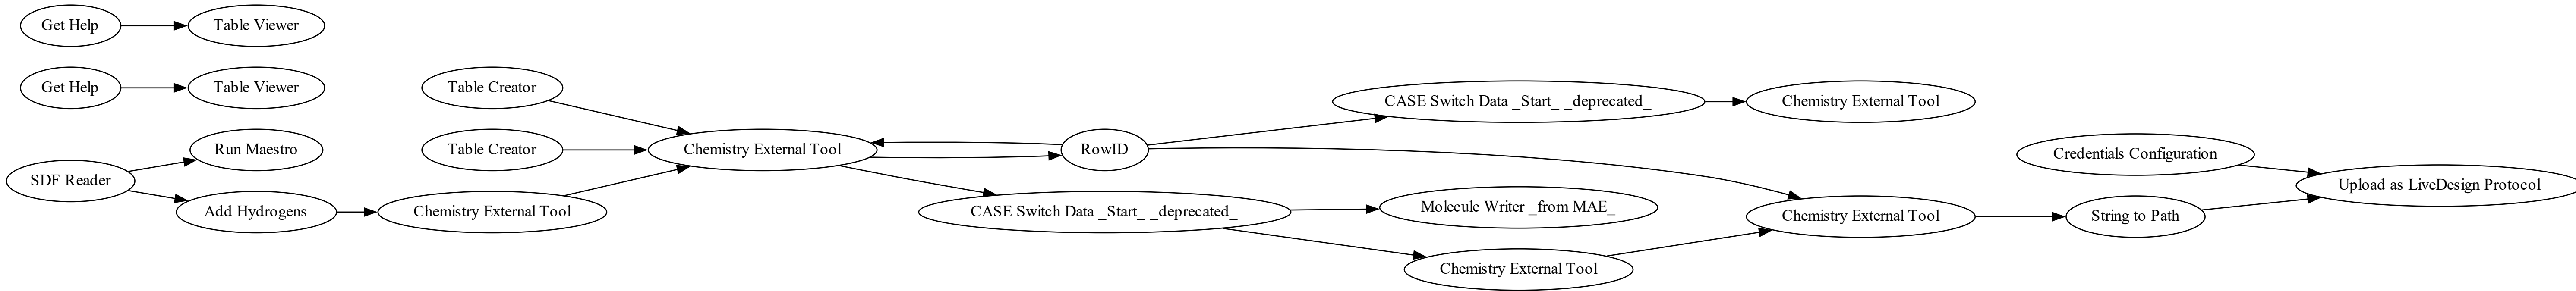 Get Help
Table Viewer
Get Help
Table Viewer
SDF Reader
Run Maestro
Add Hydrogens
Table Creator
Table Creator
Chemistry External Tool
Chemistry External Tool
RowID
CASE Switch Data _Start_ _deprecated_
CASE Switch Data _Start_ _deprecated_
Chemistry External Tool
Molecule Writer _from MAE_
Chemistry External Tool
Chemistry External Tool
Credentials Configuration
String to Path
Upload as LiveDesign Protocol